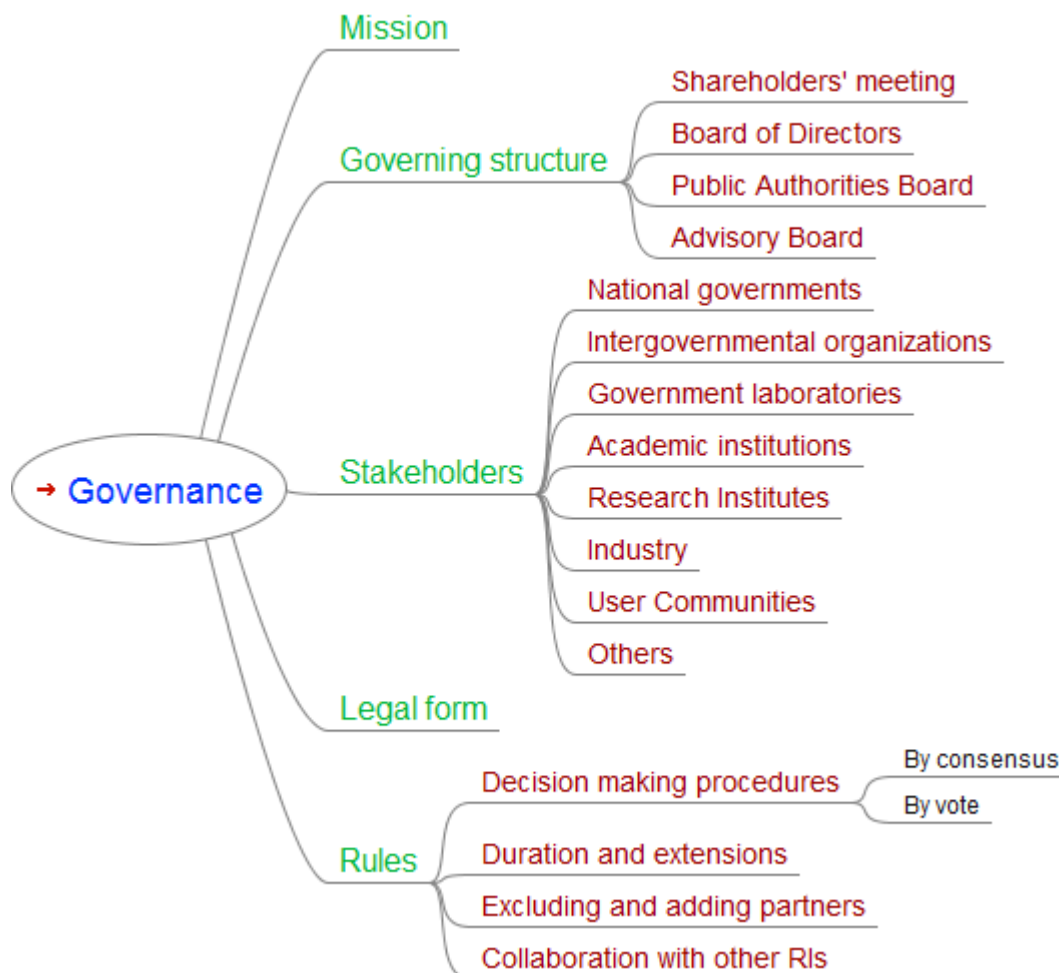 Mission
Governing structure
Shareholders' meeting
Board of Directors
Public Authorities Board
Advisory Board
Governance
Stakeholders
National governments
Intergovernmental organizations
Government laboratories
Academic institutions
Research Institutes
Industry
User Communities
Others
Legal form
Rules
Decision making procedures
By consensus
By vote
Duration and extensions
Excluding and adding partners
Collaboration with other RIs